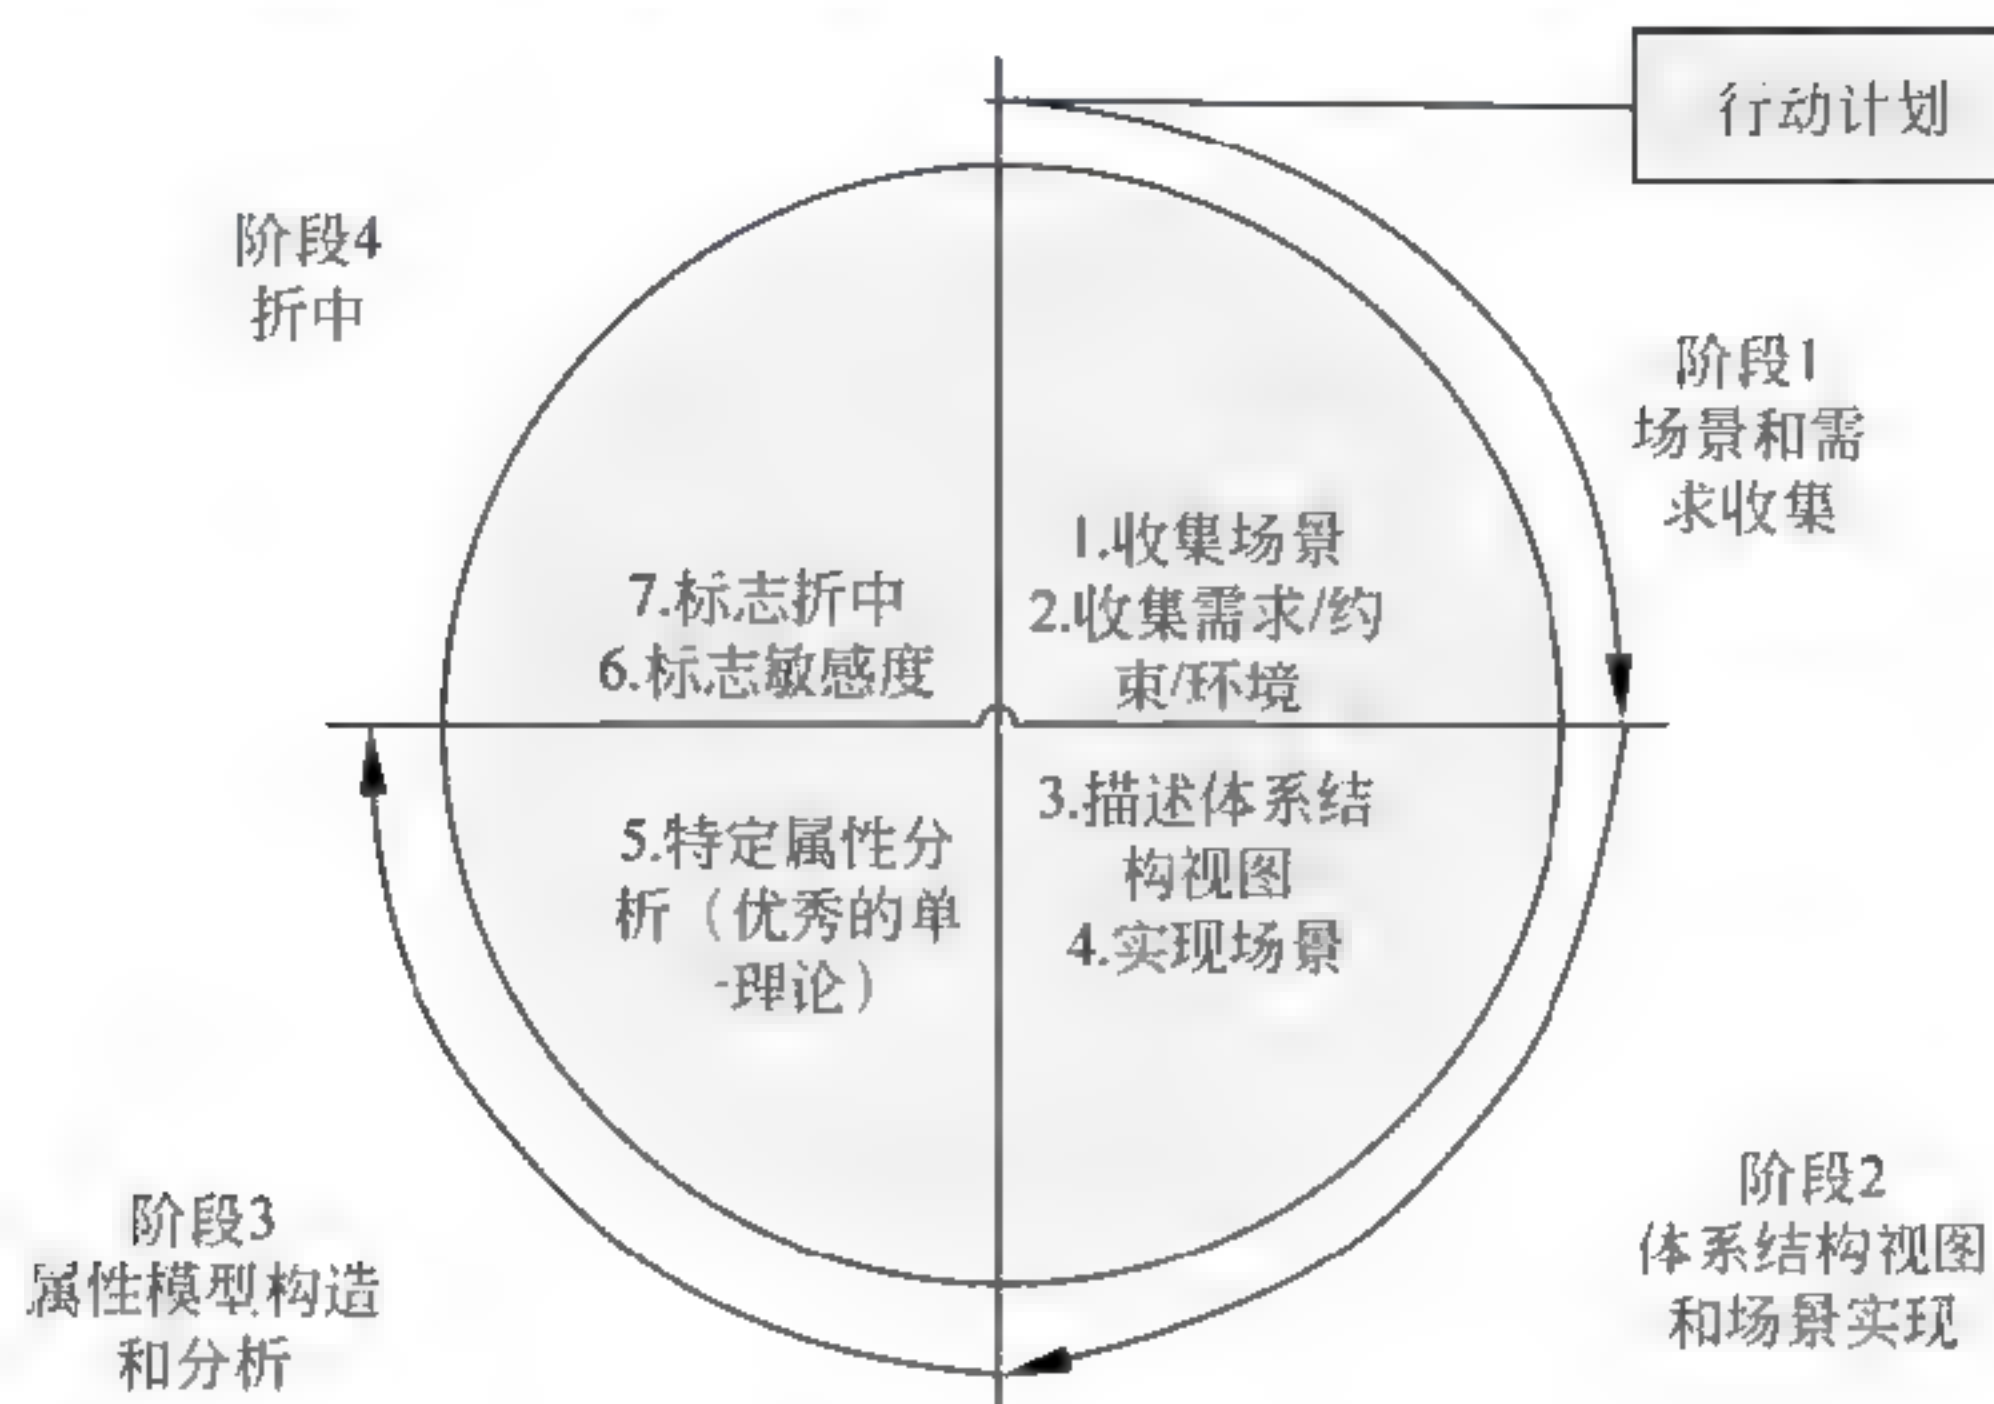 行动计划
阶段4
折中
阶段1
场景和需
求收集
1.收集场景
2.收集需求/约
束/环境
7.标志折中
6.标志敏感度
3.描述体系结
构视图
4.实现场景
5.特定属性分
析（优秀的单
一理论）
阶段2
体系结构视图
和场景实现
阶段3
属性模型构造
和分析